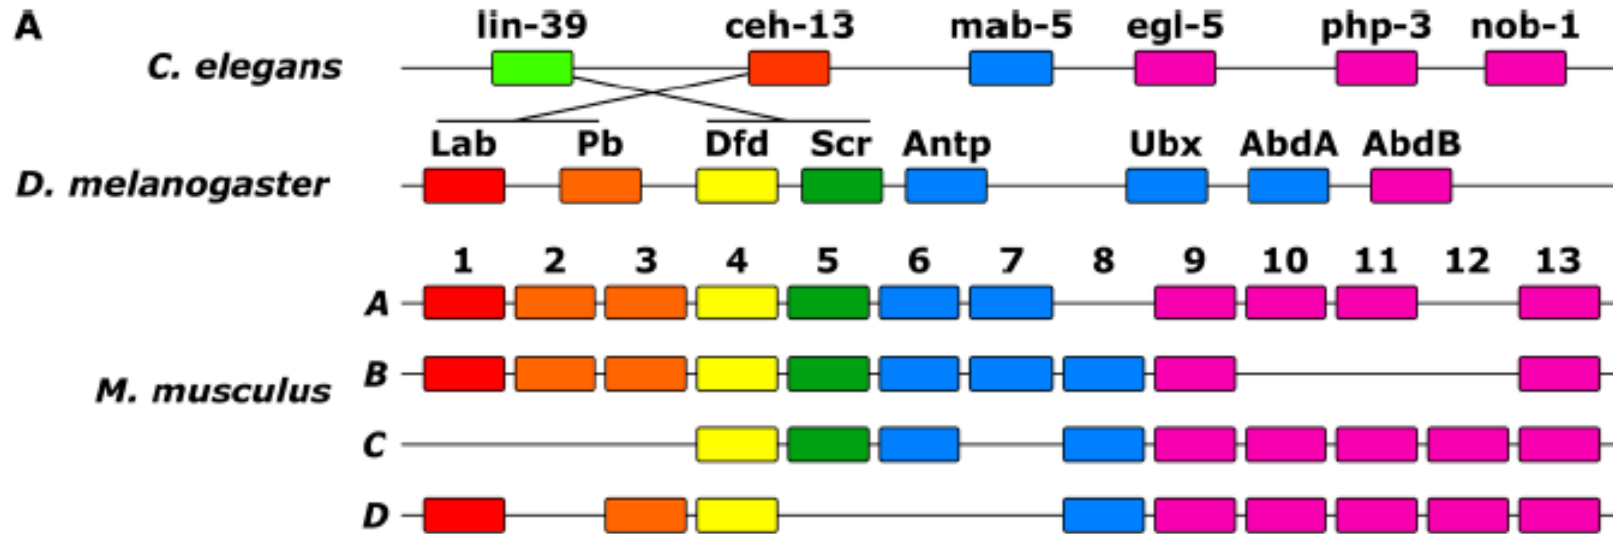 A
lin-39 ceh-13 mab-5 egl-5 php-3 nob-1
C. elegans
Lab Pb Dfd Scr Antp Ubx AbdA AbdB
D. melanogaster
1 2 3 4 5 6 7 8 9 10 11 12 13
A
B
M. musculus
C
D